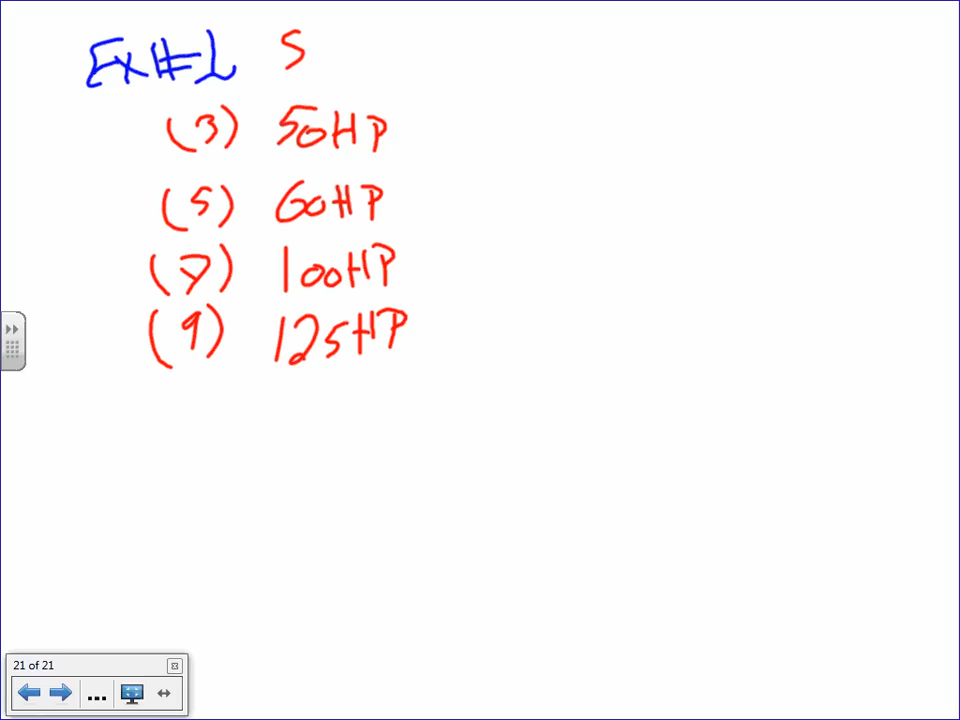 Ex#1 S
(3) 50HP
(5) 60HP
(7) 100HP
(9) 125HP
21 of 21
...